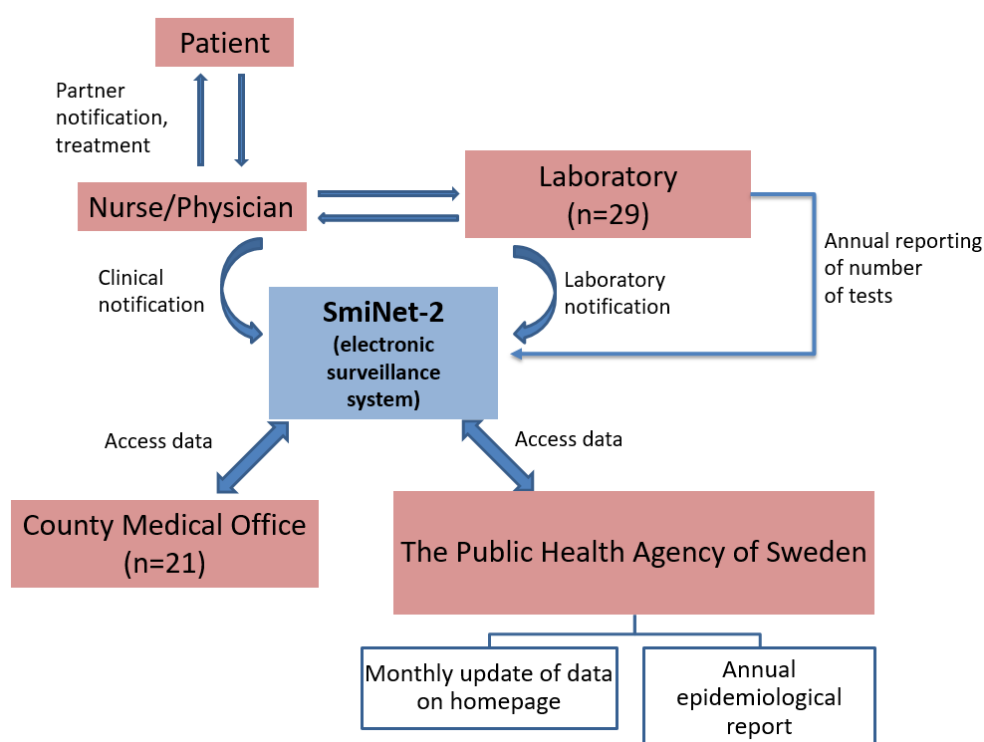 Patient
Partner
notification,
treatment
Nurse/Physician
Laboratory
(n=29)
Annual reporting
of number
of tests
Clinical
notification
Laboratory
notification
SmiNet-2
(electronic
surveillance
system)
Access data
Access data
County Medical Office
(n=21)
The Public Health Agency of Sweden
Monthly update of data
on homepage
Annual
epidemiological
report